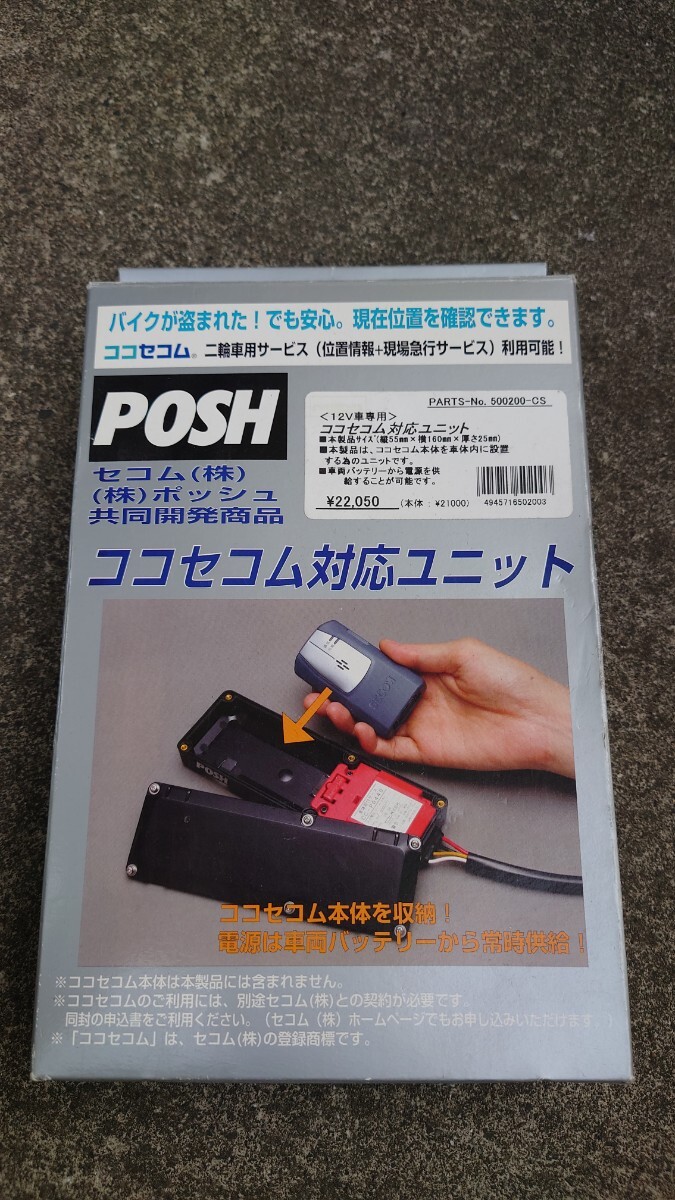 バイクが盗まれた！でも安心。現在位置を確認できます。
ココセコム® 二輪車用サービス（位置情報+現場急行サービス）利用可能！
POSH
セコム(株)
(株)ポッシュ
共同開発商品
PARTS-No. 500200-CS
＜12V車専用＞
ココセコム対応ユニット
■本製品サイズ(縦55mm×横160mm×厚さ25mm)
■本製品は、ココセコム本体を車体内に設置
する為のユニットです。
■車両バッテリーから電源を供
給することが可能です。
¥22,050 (本体：¥21000)
4945716502003
ココセコム対応ユニット
POSH
ココセコム本体を収納！
電源は車両バッテリーから常時供給！
※ココセコム本体は本製品には含まれません。
※ココセコムのご利用には、別途セコム(株)との契約が必要です。
同封の申込書をご利用ください。（セコム（株）ホームページでもお申し込みいただけます。）
※「ココセコム」は、セコム(株)の登録商標です。